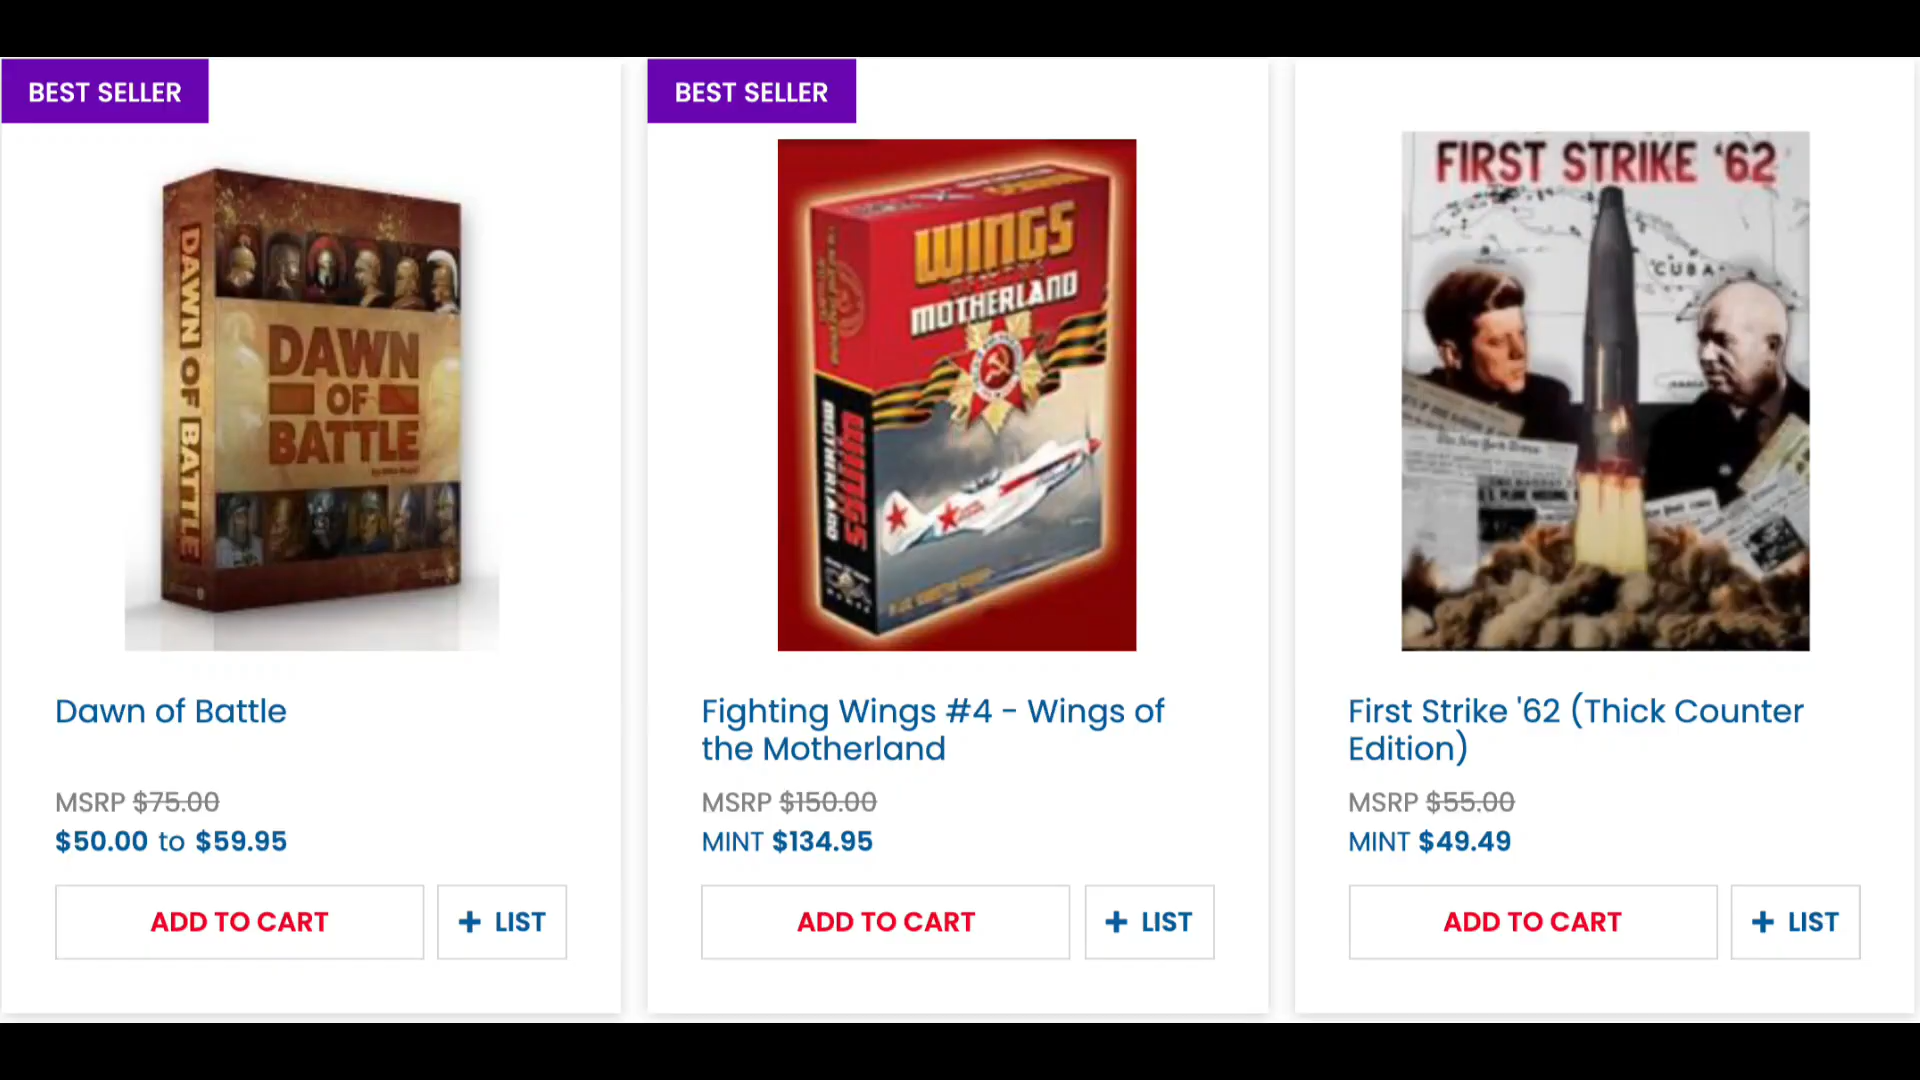 BEST SELLER
DAWN OF BATTLE
DAWN
OF
BATTLE
Dawn of Battle
MSRP $75.00
$50.00 to $59.95
ADD TO CART
+ LIST
BEST SELLER
WINGS
MOTHERLAND
WINGS
MOTHERLAND
Fighting Wings #4 - Wings of
the Motherland
MSRP $150.00
MINT $134.95
ADD TO CART
+ LIST
FIRST STRIKE ‘62
CUBA
First Strike '62 (Thick Counter
Edition)
MSRP $55.00
MINT $49.49
ADD TO CART
+ LIST